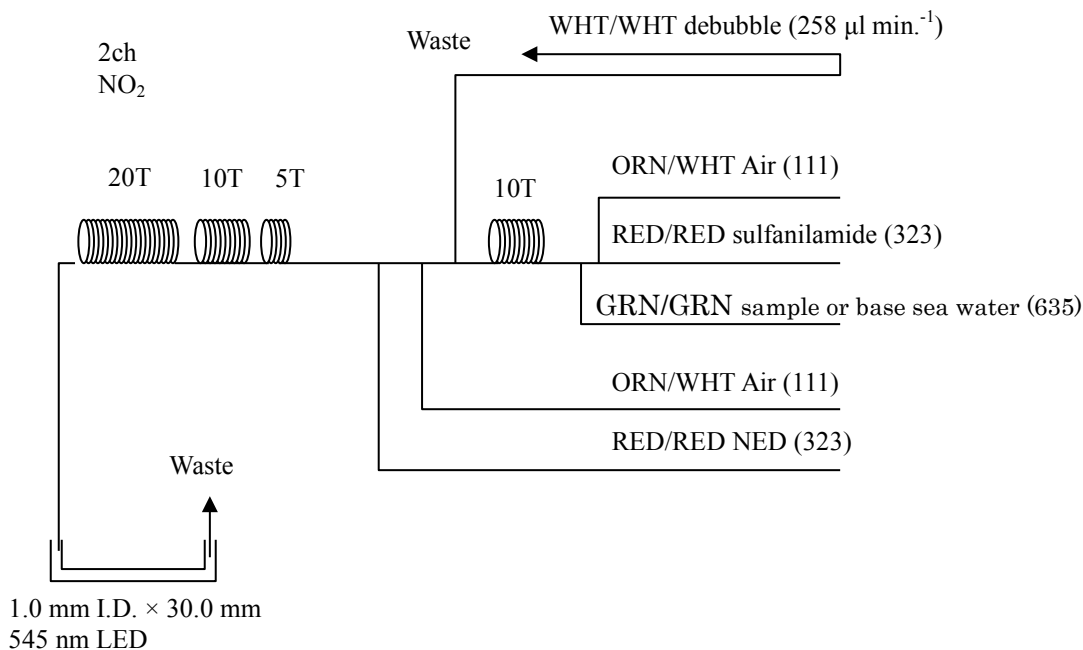 WHT/WHT debubble (258 µl min.-1)
Waste
2ch
NO2
ORN/WHT Air (111)
20T
10T
5T
10T
RED/RED sulfanilamide (323)
GRN/GRN sample or base sea water (635)
ORN/WHT Air (111)
RED/RED NED (323)
Waste
1.0 mm I.D. × 30.0 mm
545 nm LED